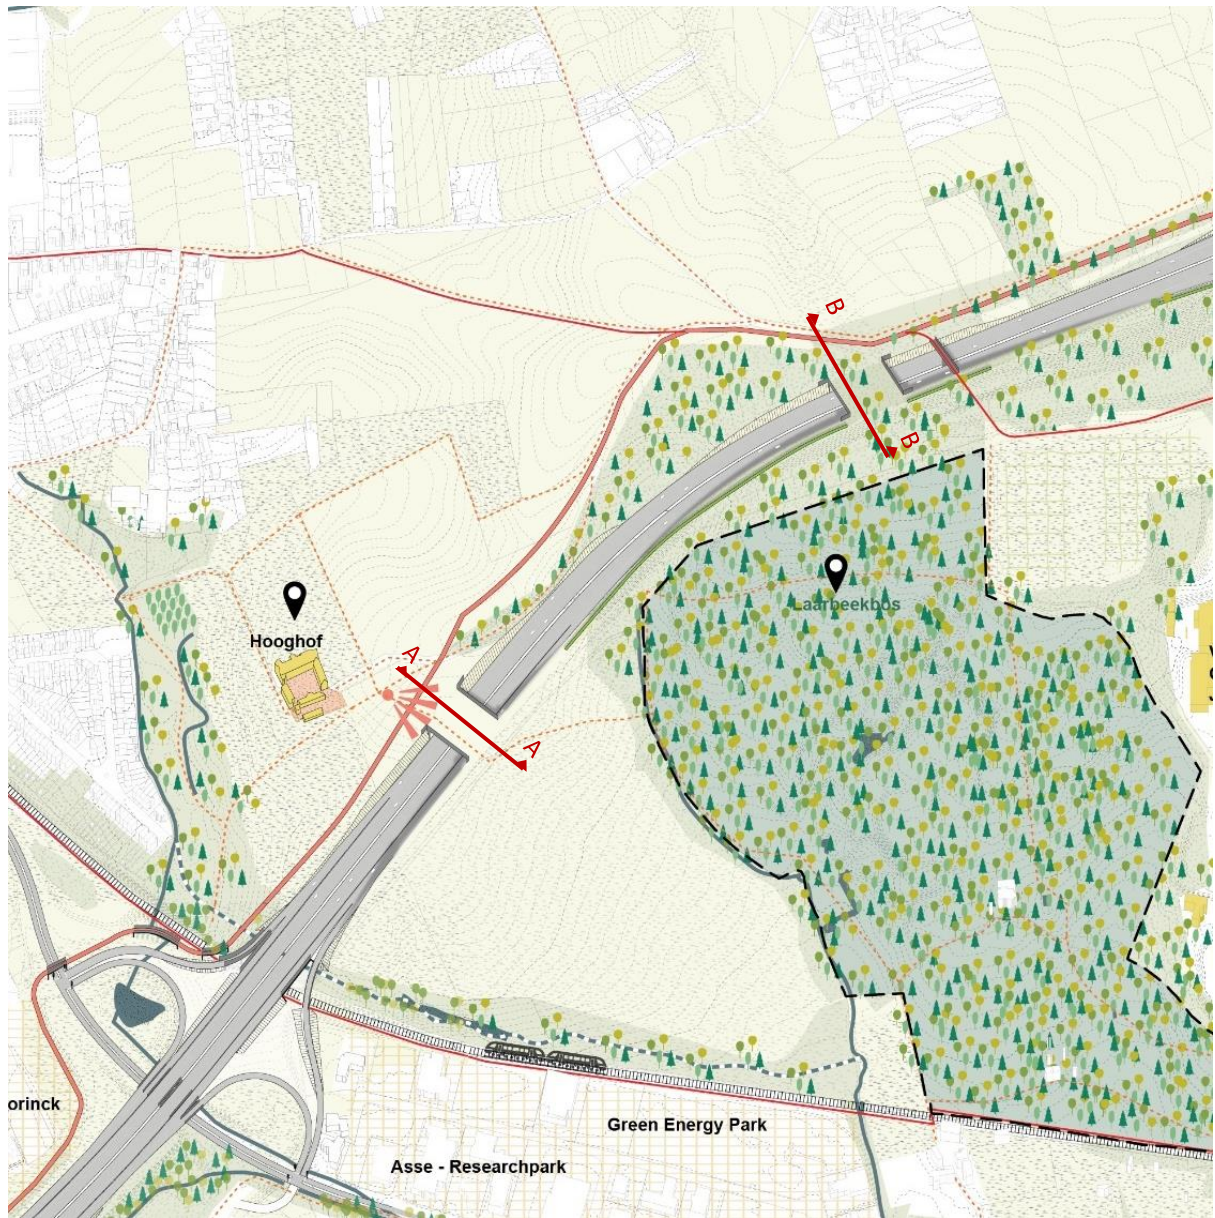 B
B
Laarbeekbos
Hooghof
A
A
orinck
Green Energy Park
Asse - Researchpark